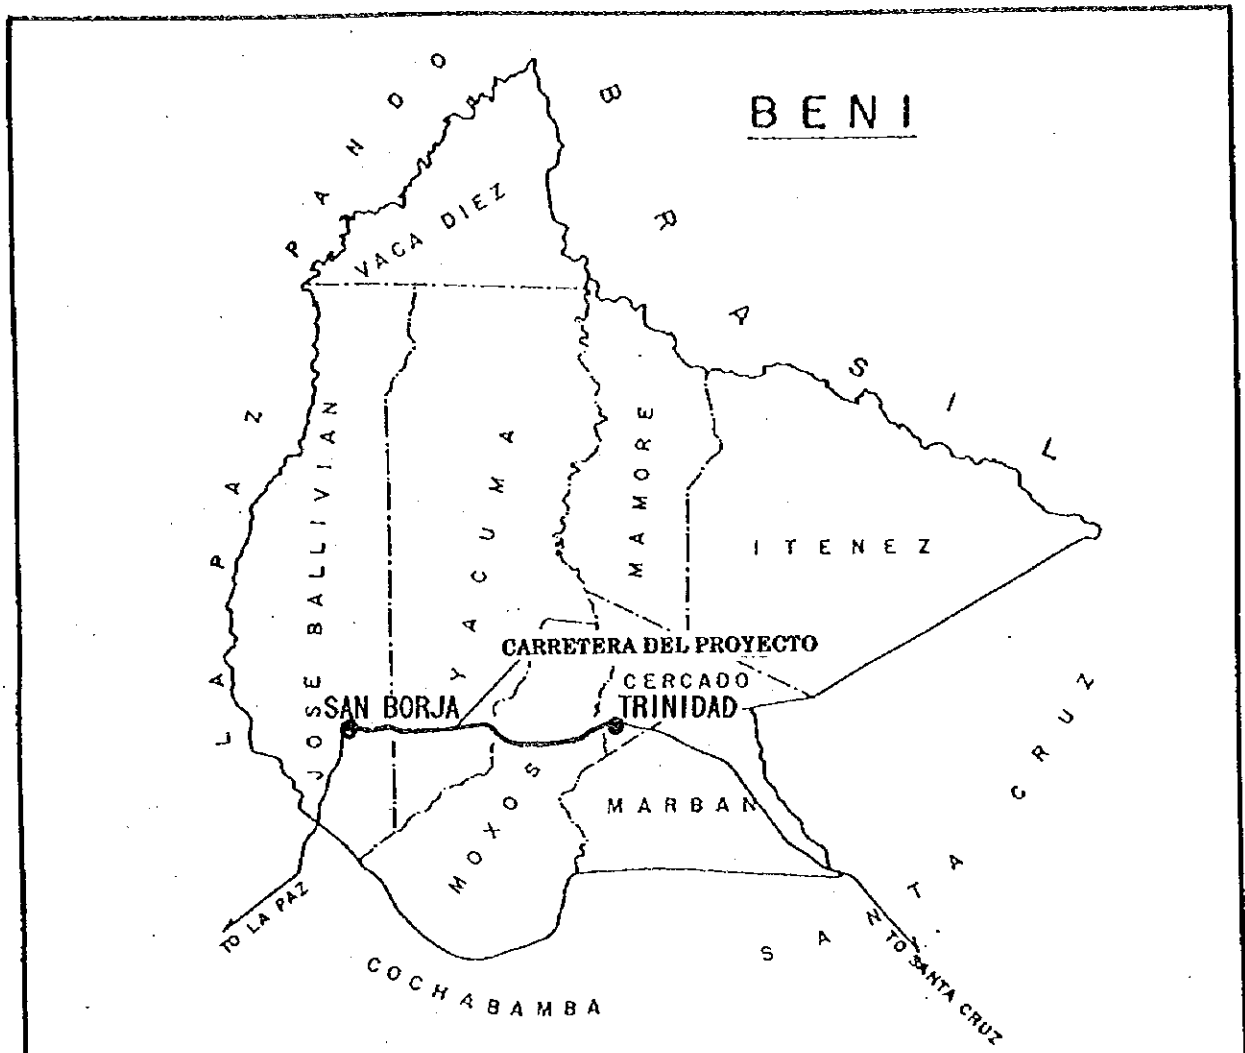 BENI
PANDO
BRASIL
VACA DIEZ
LA PAZ
JOSE BALLIVIAN
YACUMA
MAMORE
ITENEZ
CARRETERA DEL PROYECTO
CERCADO
SAN BORJA
TRINIDAD
MOXOS
MARBAN
SANTA CRUZ
TO LA PAZ
TO SANTA CRUZ
COCHABAMBA